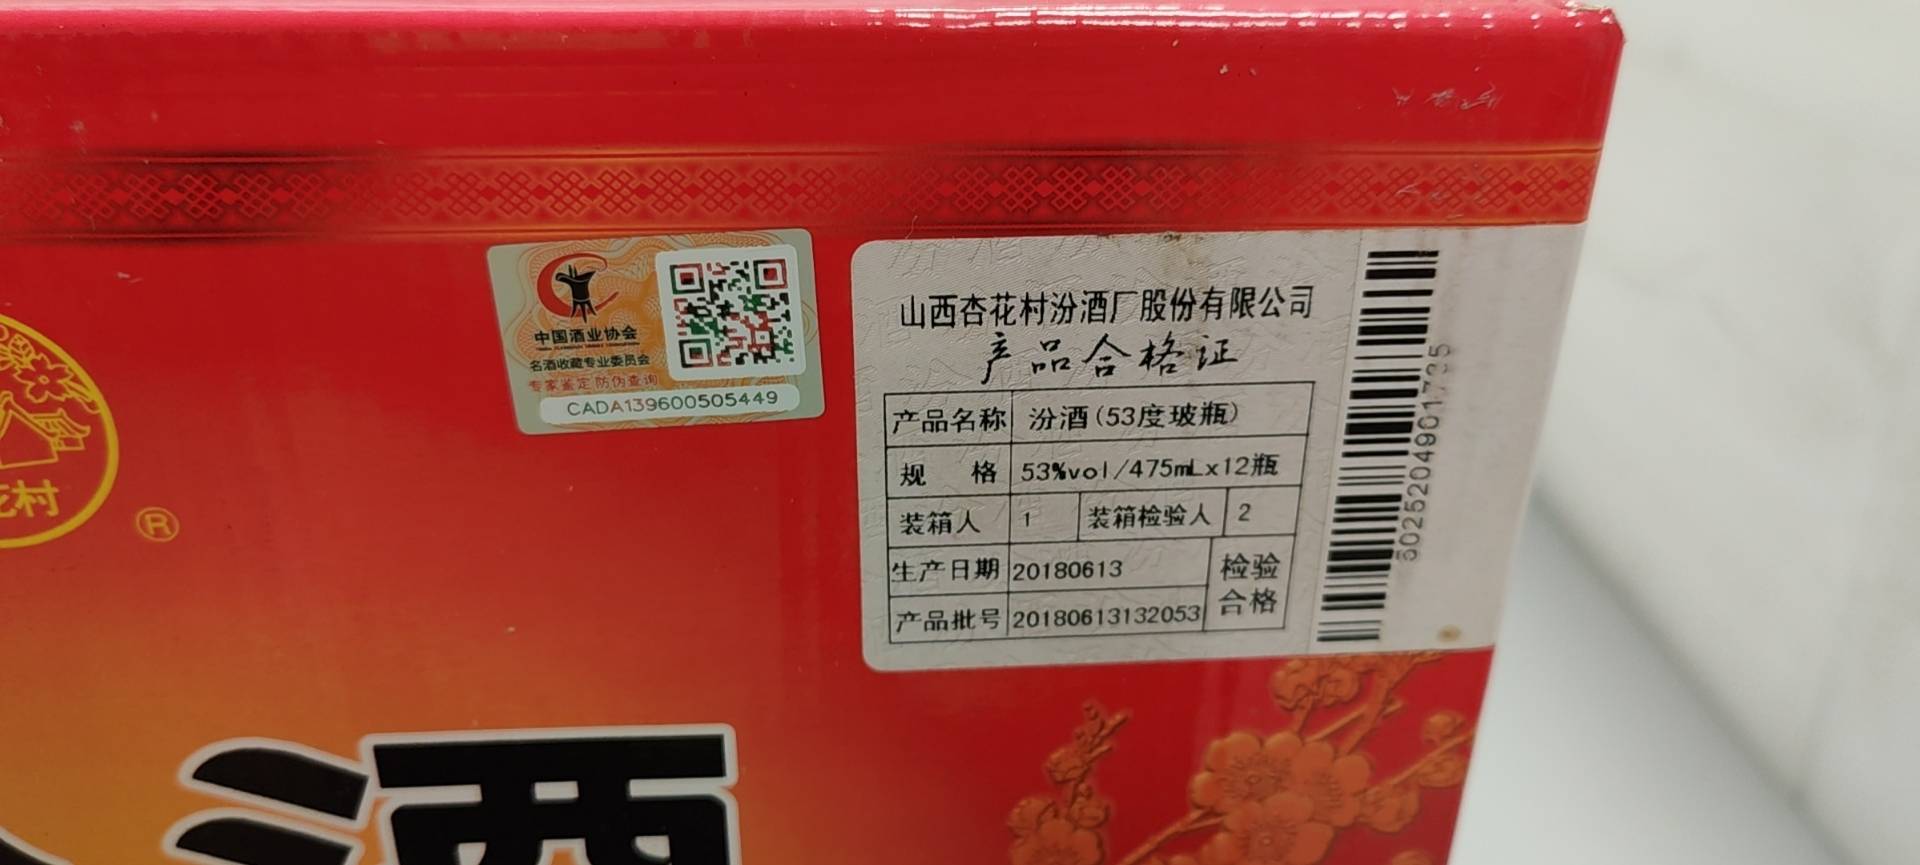 中国酒业协会
名酒收藏专业委员会
专家鉴定 防伪查询
CADA139600505449
山西杏花村汾酒厂股份有限公司
产品合格证
产品名称 汾酒(53度玻瓶)
规 格 53%vol/475mLx12瓶
装箱人 1 装箱检验人 2
生产日期 20180613 检验
产品批号 20180613132053 合格
花村
®
酒